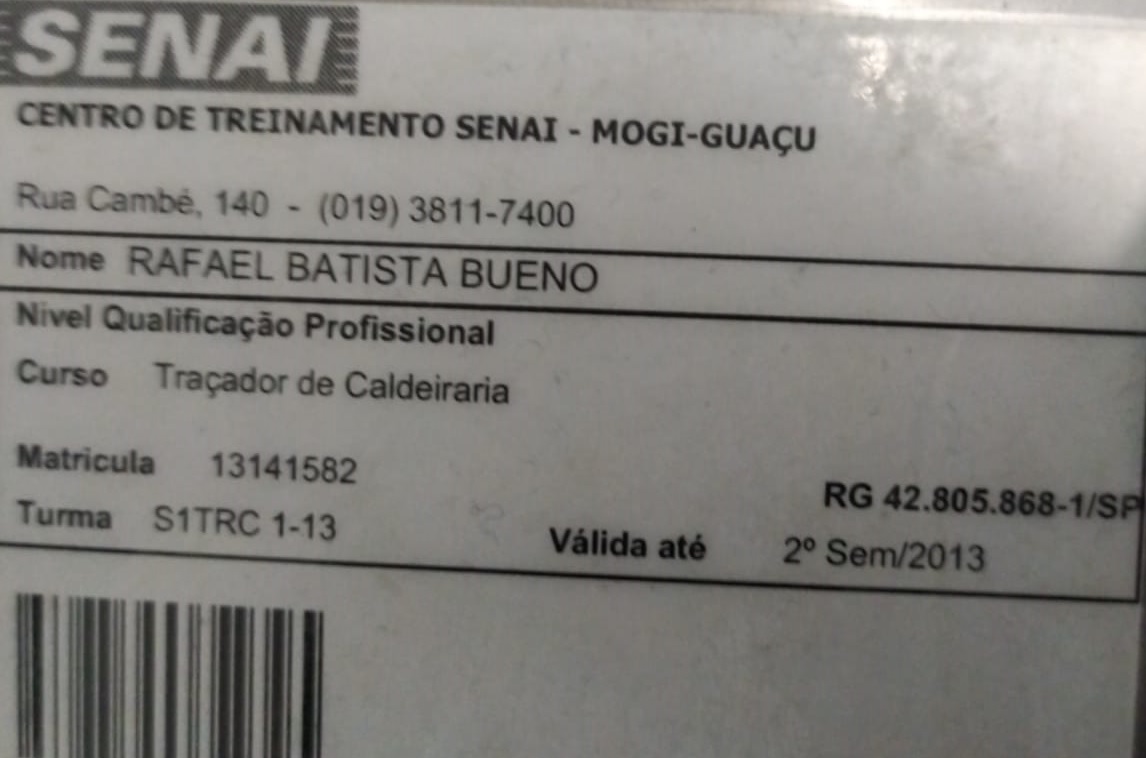 SENAI
CENTRO DE TREINAMENTO SENAI - MOGI-GUAÇU
Rua Cambé, 140 - (019) 3811-7400
Nome RAFAEL BATISTA BUENO
Nivel Qualificação Profissional
Curso Traçador de Caldeiraria
Matricula 13141582
RG 42.805.868-1/SP
Turma S1TRC 1-13
Válida até 2º Sem/2013